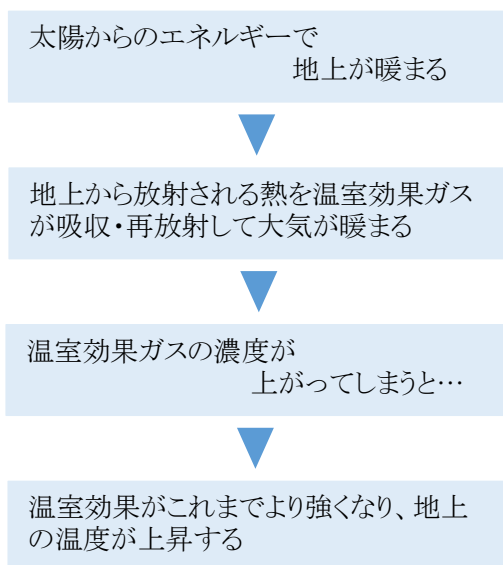 太陽からのエネルギーで
地上が暖まる
地上から放射される熱を温室効果ガス
が吸収・再放射して大気が暖まる
温室効果ガスの濃度が
上がってしまうと…
温室効果がこれまでより強くなり、地上
の温度が上昇する